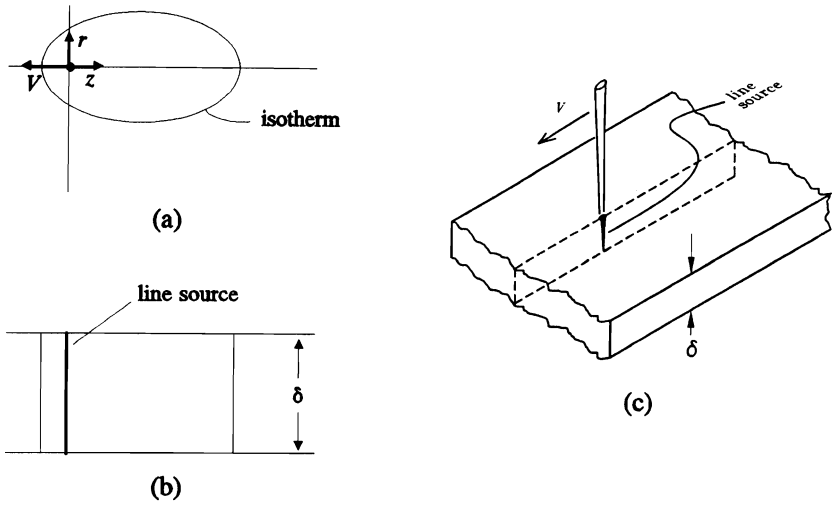 r
V
z
isotherm
(a)
line source
δ
(b)
V
line
source
δ
(c)